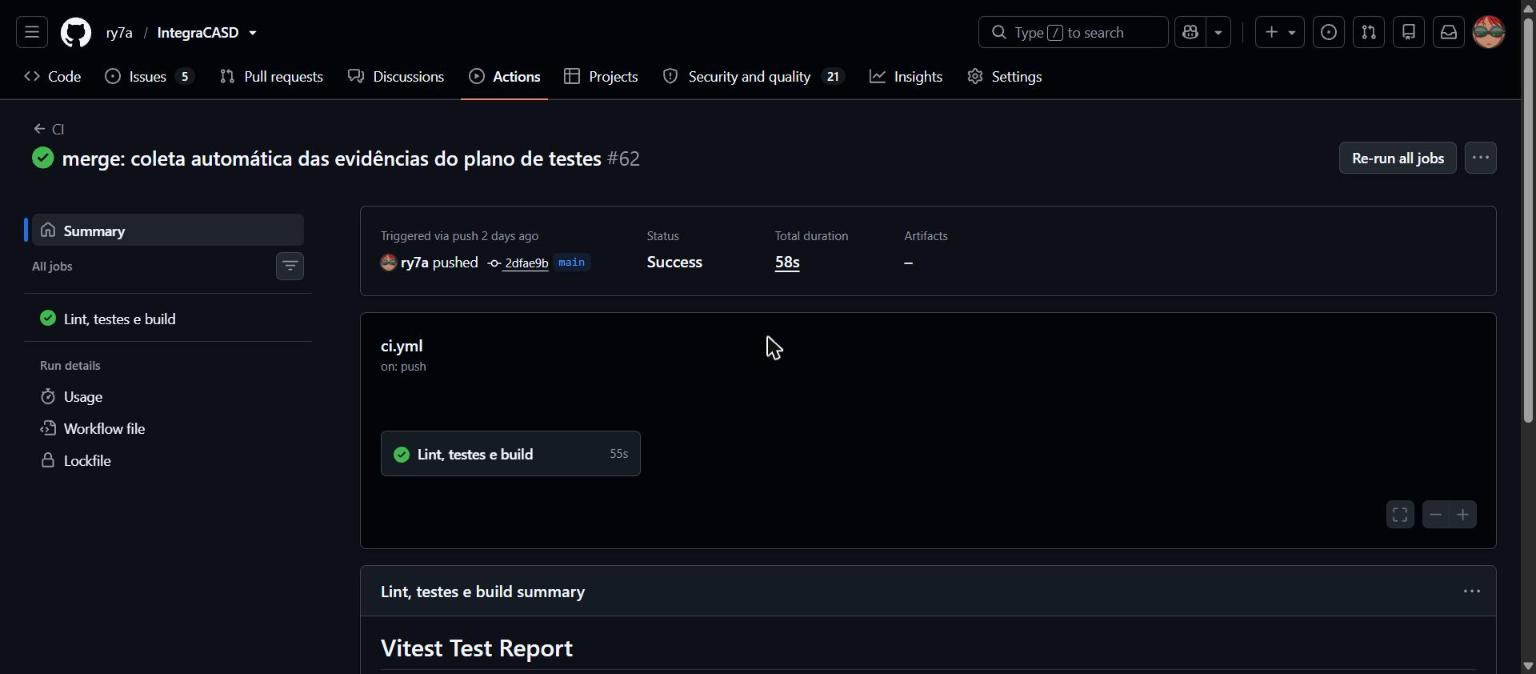 ry7a / IntegraCASD
Type / to search
Code
Issues 5
Pull requests
Discussions
Actions
Projects
Security and quality 21
Insights
Settings
CI
merge: coleta automática das evidências do plano de testes #62
Re-run all jobs
Summary
All jobs
Lint, testes e build
Run details
Usage
Workflow file
Lockfile
Triggered via push 2 days ago
ry7a pushed 2dfae9b main
Status
Success
Total duration
58s
Artifacts
–
ci.yml
on: push
Lint, testes e build 55s
Lint, testes e build summary
Vitest Test Report